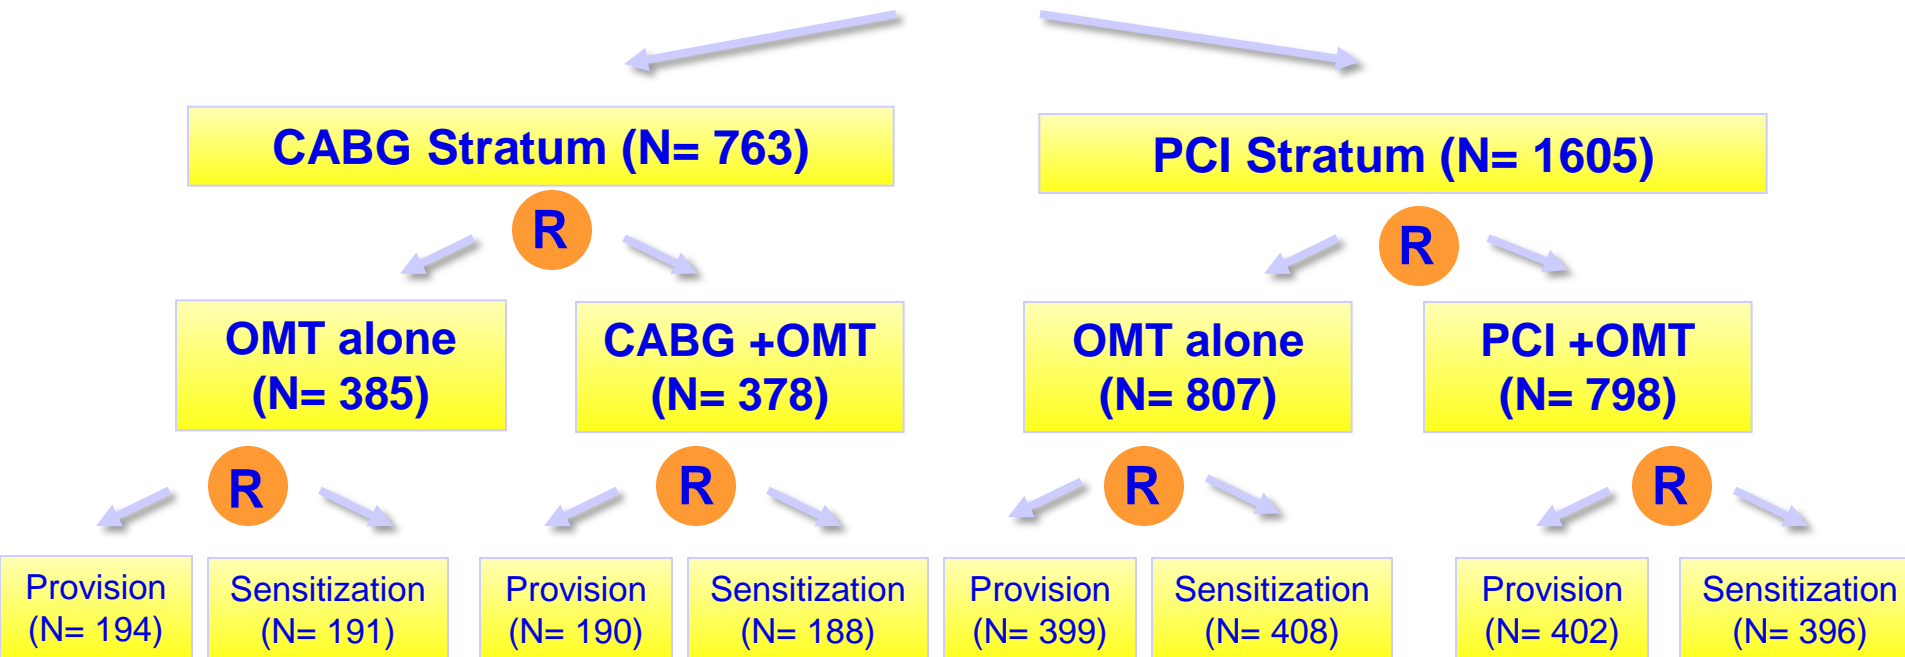 CABG Stratum (N= 763)
PCI Stratum (N= 1605)
R
R
OMT alone
(N= 385)
CABG +OMT
(N= 378)
OMT alone
(N= 807)
PCI +OMT
(N= 798)
R
R
R
R
Provision
(N= 194)
Sensitization
(N= 191)
Provision
(N= 190)
Sensitization
(N= 188)
Provision
(N= 399)
Sensitization
(N= 408)
Provision
(N= 402)
Sensitization
(N= 396)